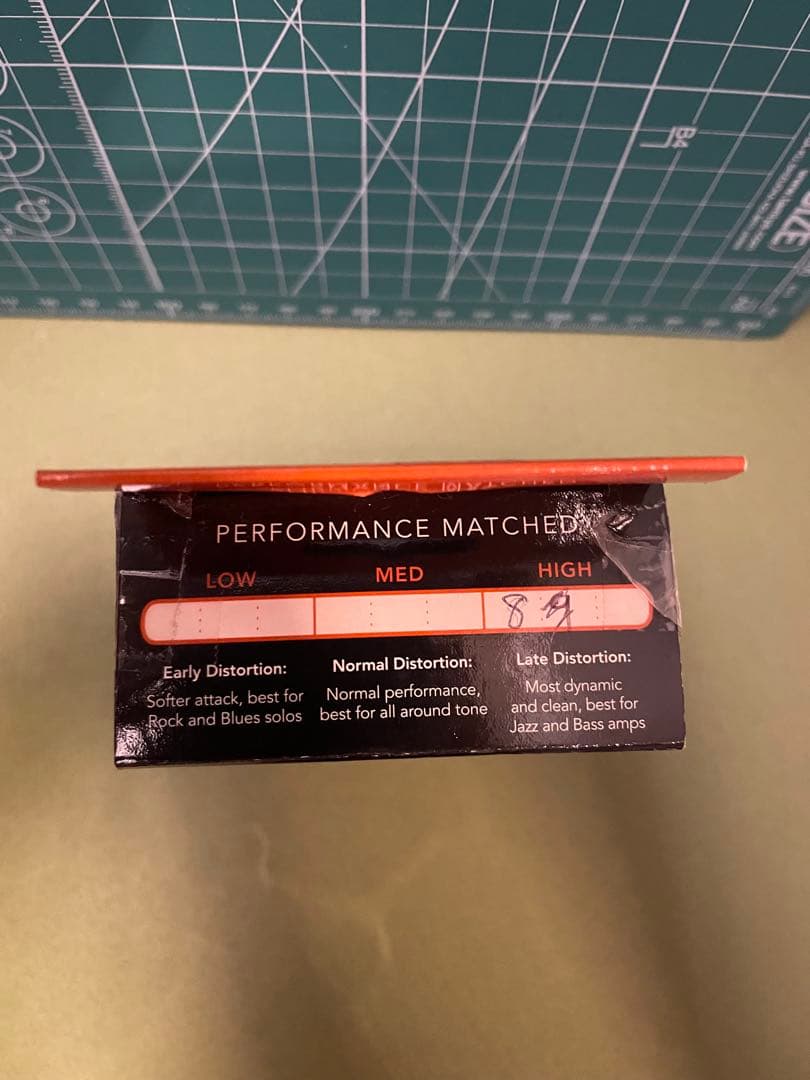 B4
PERFORMANCE MATCHED
LOW MED HIGH
8
Early Distortion: Normal Distortion: Late Distortion:
Softer attack, best for Rock and Blues solos
Normal performance, best for all around tone
Most dynamic and clean, best for Jazz and Bass amps